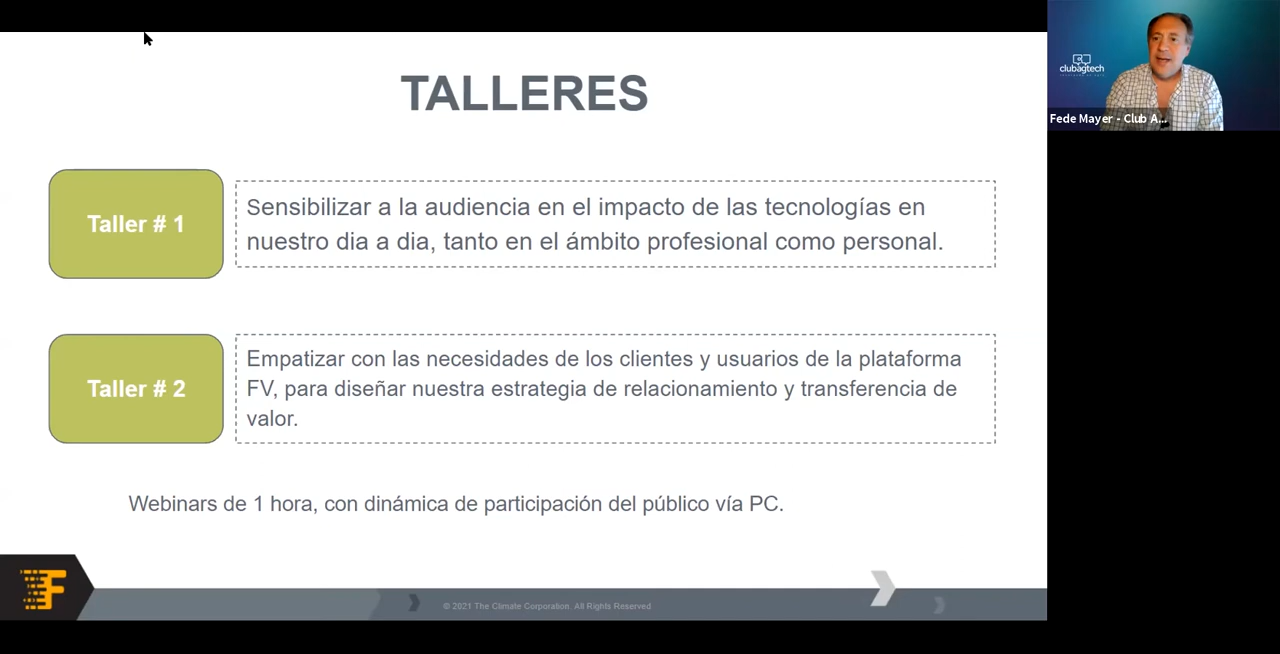 TALLERES
Taller # 1
Sensibilizar a la audiencia en el impacto de las tecnologías en
nuestro dia a dia, tanto en el ámbito profesional como personal.
Taller # 2
Empatizar con las necesidades de los clientes y usuarios de la plataforma
FV, para diseñar nuestra estrategia de relacionamiento y transferencia de
valor.
Webinars de 1 hora, con dinámica de participación del público vía PC.
© 2021 The Climate Corporation. All Rights Reserved
clubagtech
Fede Mayer - Club A...